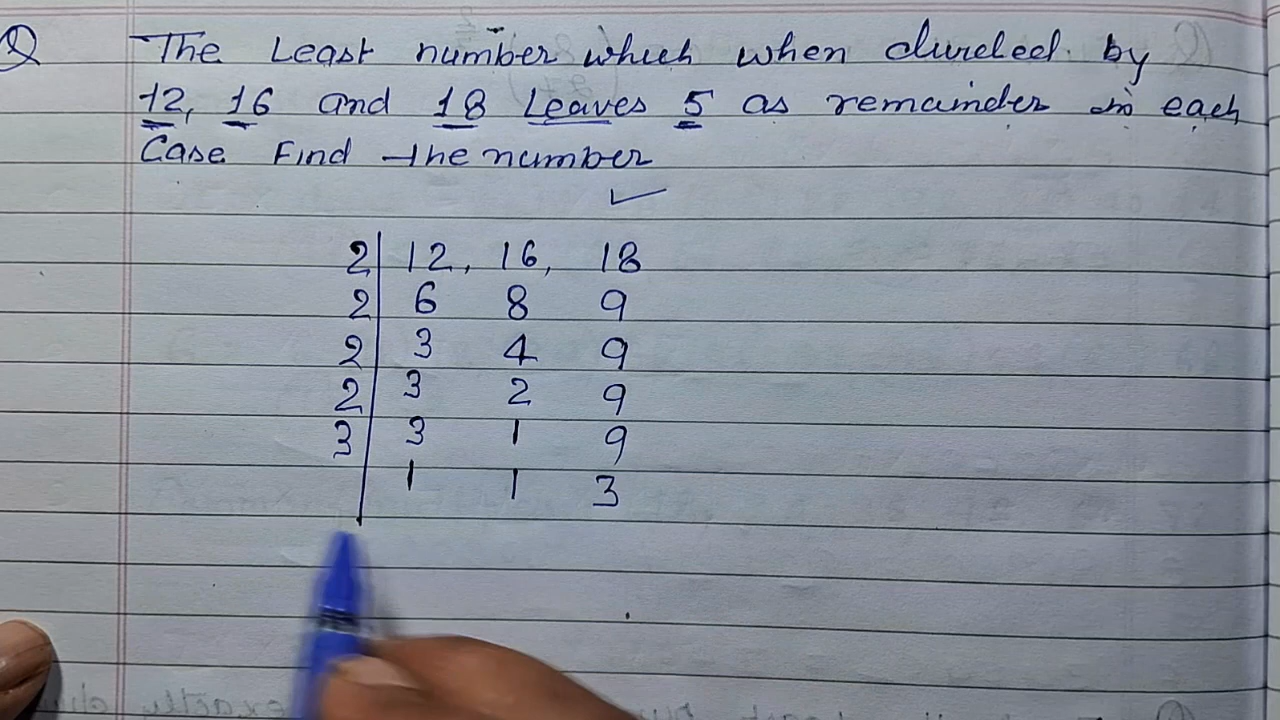 Q The Least number which when divided by
12, 16 and 18 Leaves 5 as remainder in each
Case Find the number
2 12, 16, 18
2 6 8 9
2 3 4 9
2 3 2 9
3 3 1 9
1 1 3